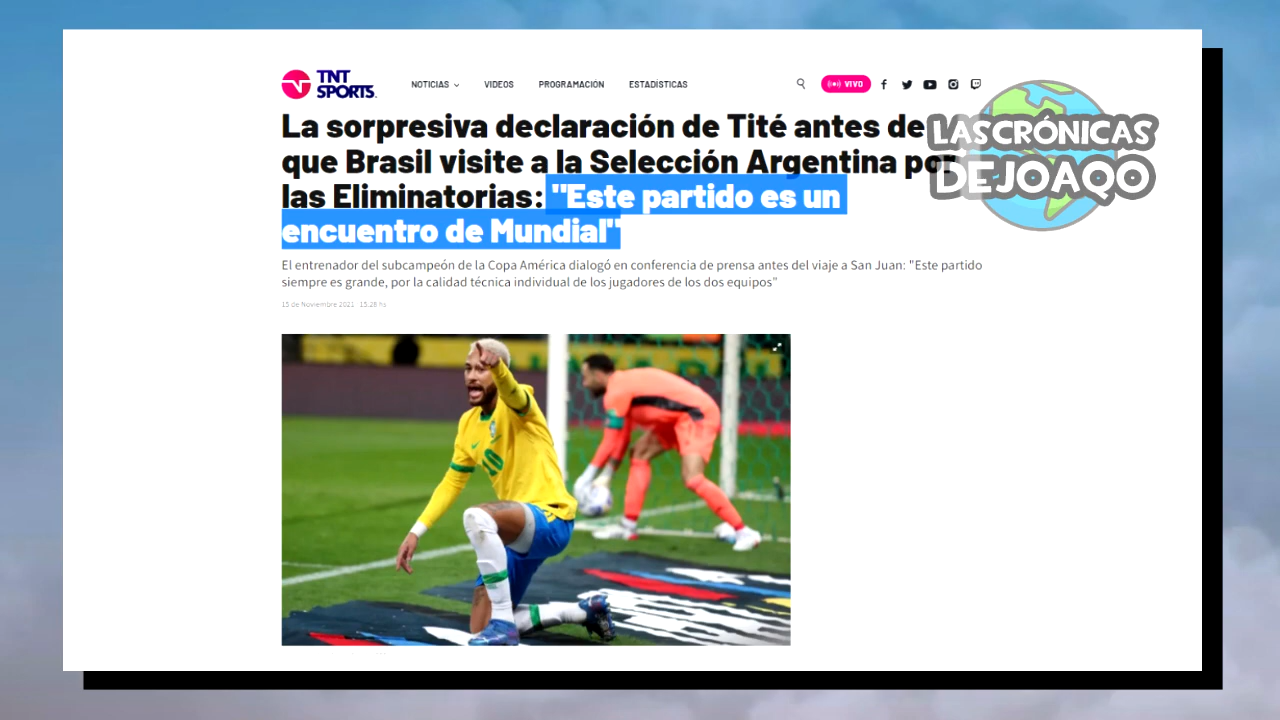 TNT
SPORTS.
NOTICIAS
VIDEOS
PROGRAMACIÓN
ESTADÍSTICAS
VIVO
LAS CRÓNICAS
DE JOAQO
La sorpresiva declaración de Tité antes de
que Brasil visite a la Selección Argentina por
las Eliminatorias: "Este partido es un
encuentro de Mundial"
El entrenador del subcampeón de la Copa América dialogó en conferencia de prensa antes del viaje a San Juan: "Este partido
siempre es grande, por la calidad técnica individual de los jugadores de los dos equipos"
15 de Noviembre 2021 · 15:28 hs
10